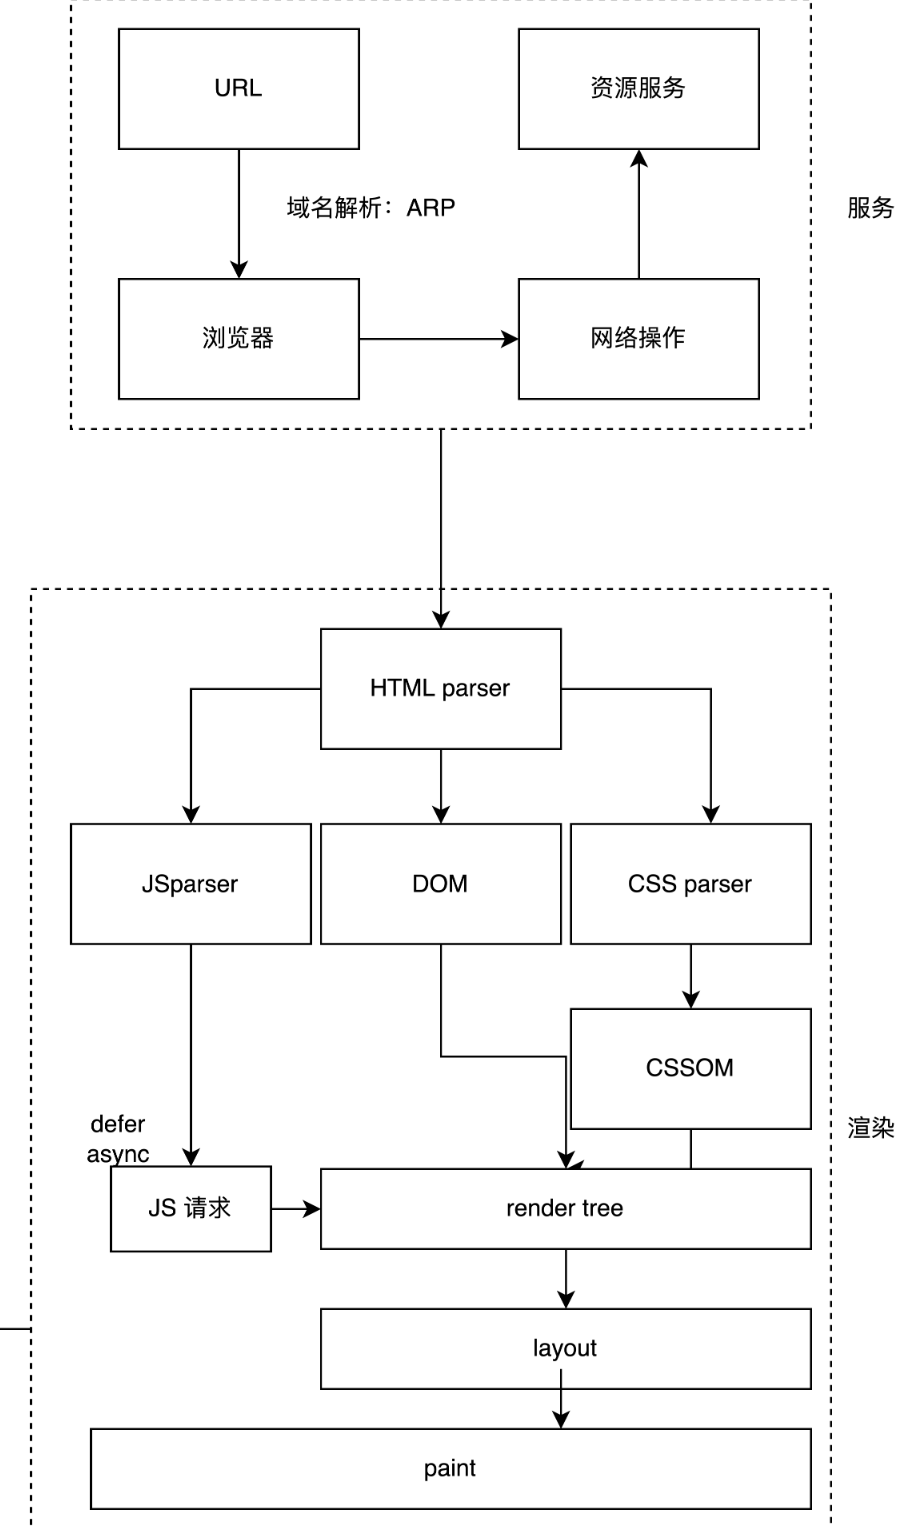 URL
资源服务
域名解析：ARP
服务
浏览器
网络操作
HTML parser
JSparser
DOM
CSS parser
CSSOM
defer
async
渲染
JS 请求
render tree
layout
paint